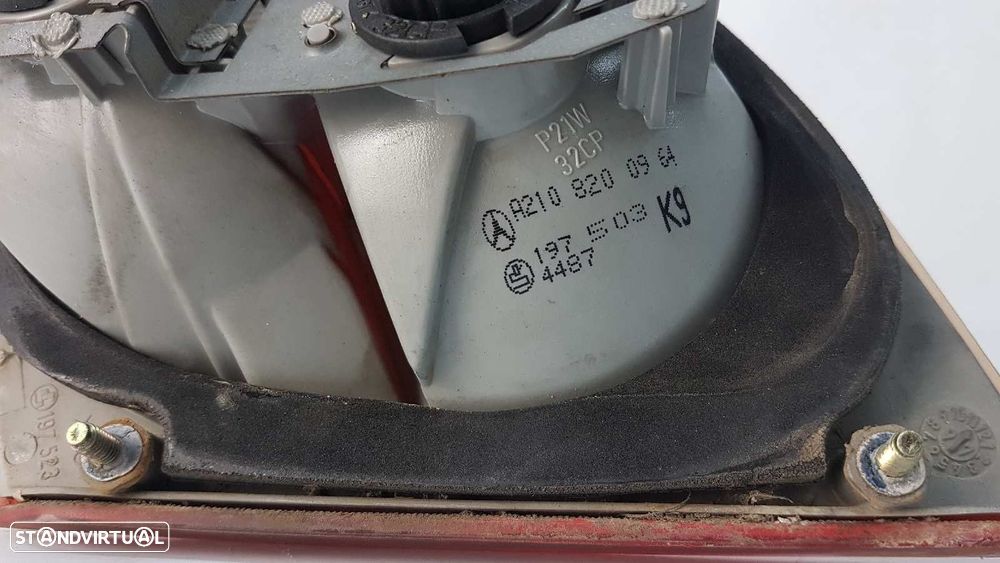 P21W
32CP
A210 820 09 64
197 503
K9
4487
197 523
STANDVIRTUAL